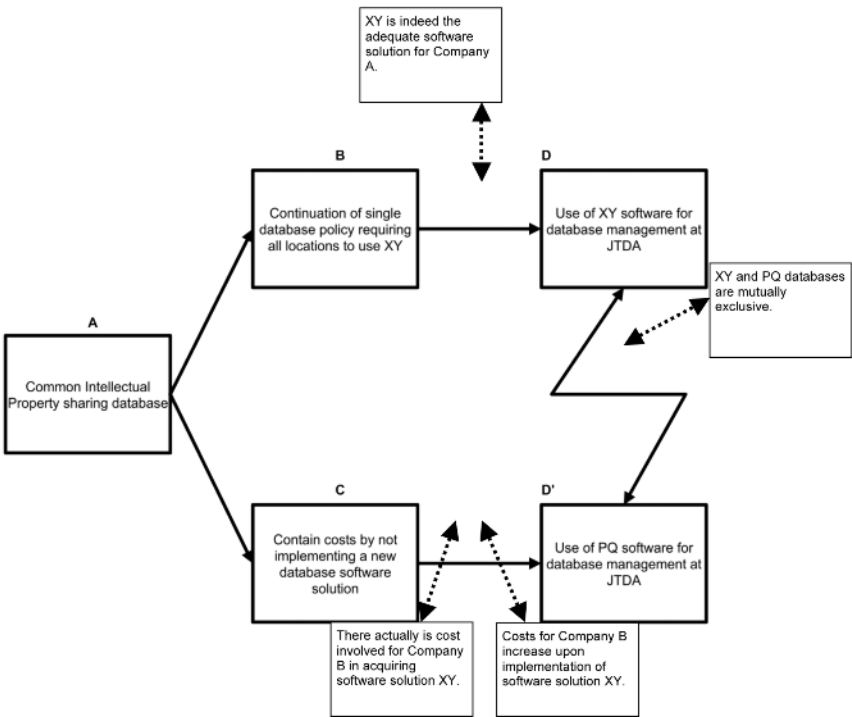 XY is indeed the
adequate software
solution for Company
A.
B
D
Continuation of single
database policy requiring
all locations to use XY
Use of XY software for
database management at
JTDA
XY and PQ databases
are mutually
exclusive.
A
Common Intellectual
Property sharing database
C
D'
Contain costs by not
implementing a new
database software
solution
Use of PQ software for
database management at
JTDA
There actually is cost
involved for Company
B in acquiring
software solution XY.
Costs for Company B
increase upon
implementation of
software solution XY.